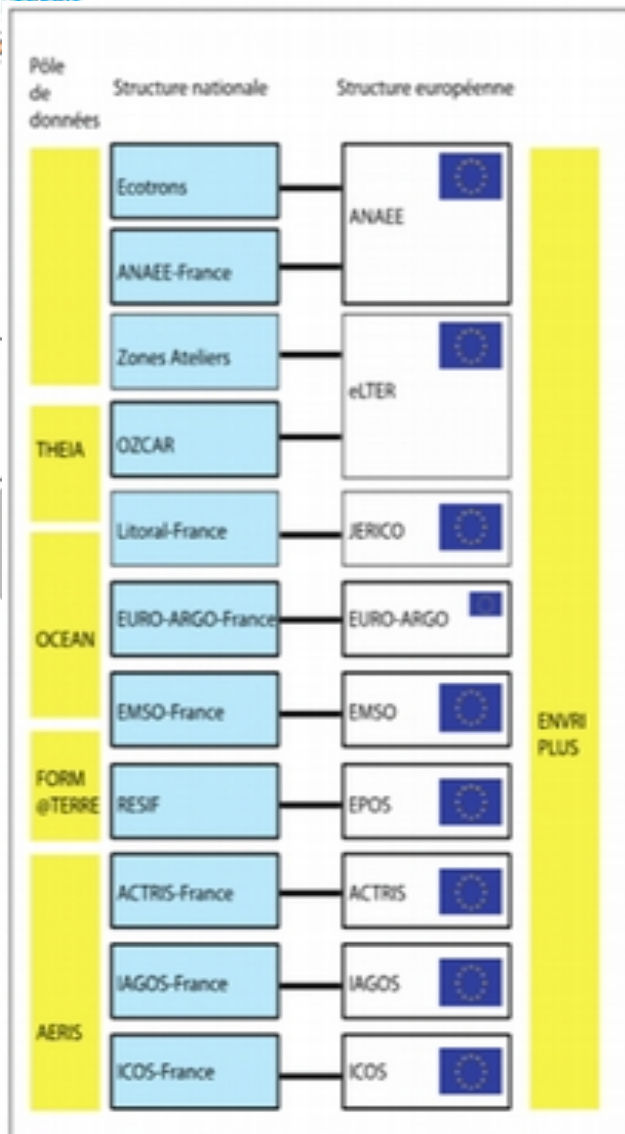 Pôle
de
données
Structure nationale
Structure européenne
Ecotrons
ANAEE-France
ANAEE
Zones Ateliers
eLTER
THEIA
OZCAR
Litoral-France
JERICO
OCEAN
EURO-ARGO-France
EURO-ARGO
EMSO-France
EMSO
ENVRI
PLUS
FORM
@TERRE
RESIF
EPOS
ACTRIS-France
ACTRIS
IAGOS-France
IAGOS
AERIS
ICOS-France
ICOS